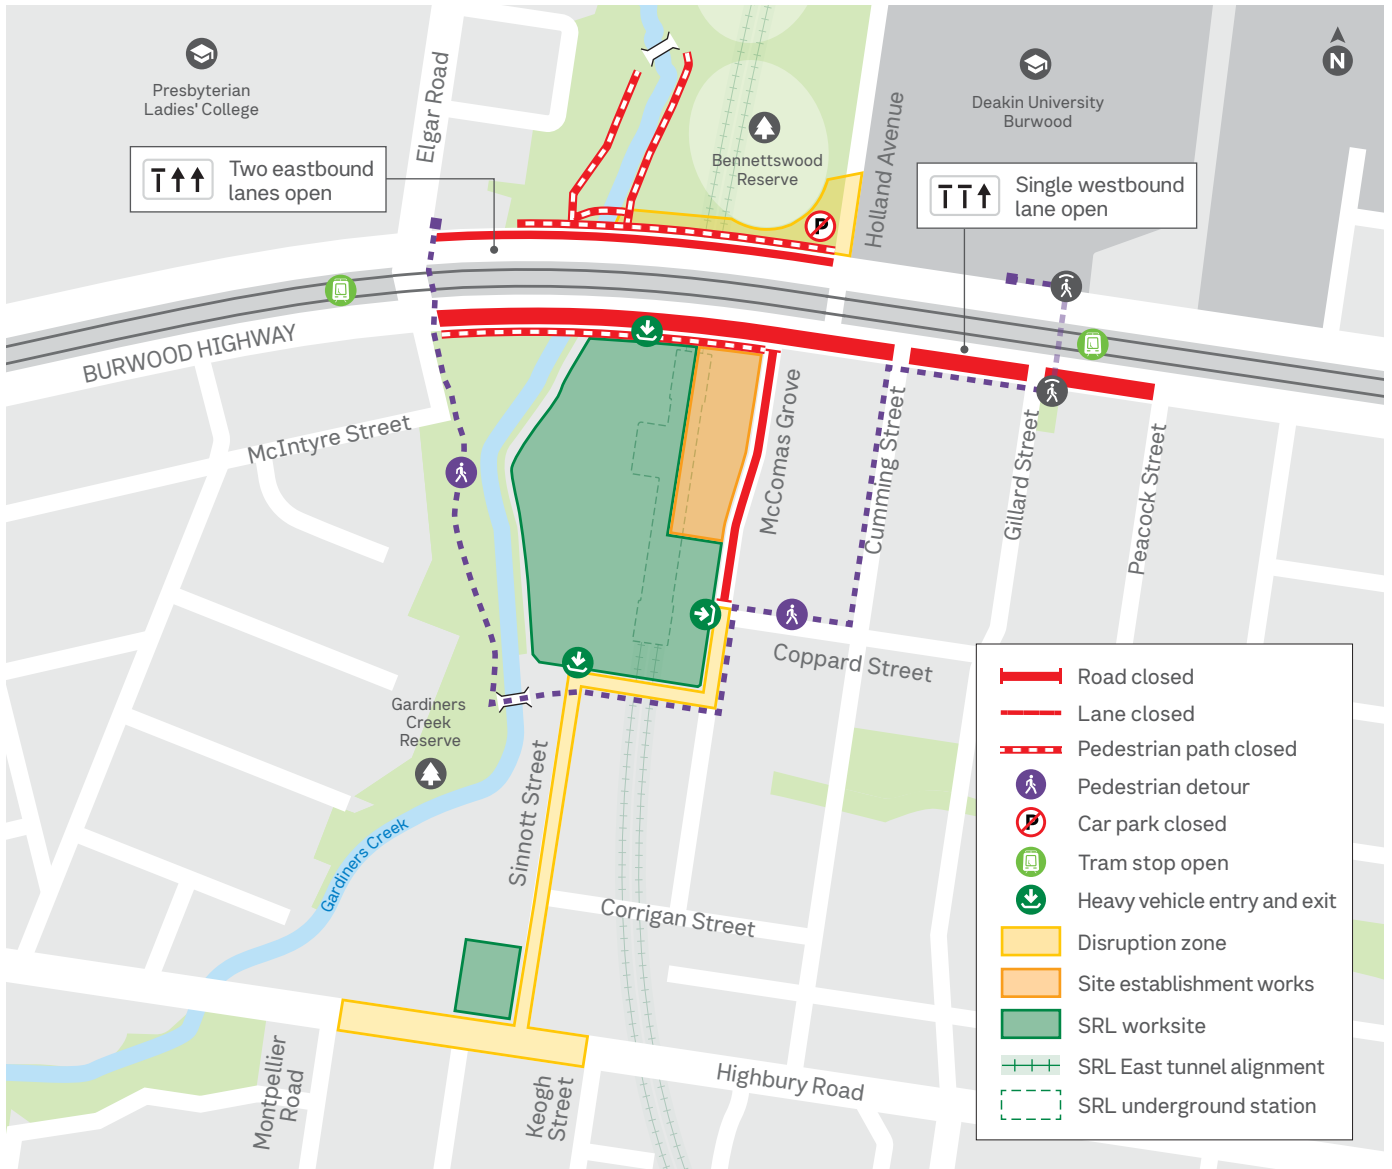 Presbyterian
Ladies' College
Elgar Road
Deakin University
Burwood
N
Holland Avenue
Bennettswood
Reserve
P
Two eastbound
lanes open
Single westbound
lane open
BURWOOD HIGHWAY
McIntyre Street
McComas Grove
Cumming Street
Gillard Street
Peacock Street
Coppard Street
Gardiners
Creek
Reserve
Gardiners Creek
Sinnott Street
Corrigan Street
Montpellier
Road
Keogh
Street
Highbury Road
Road closed
Lane closed
Pedestrian path closed
Pedestrian detour
P
Car park closed
Tram stop open
Heavy vehicle entry and exit
Disruption zone
Site establishment works
SRL worksite
SRL East tunnel alignment
SRL underground station